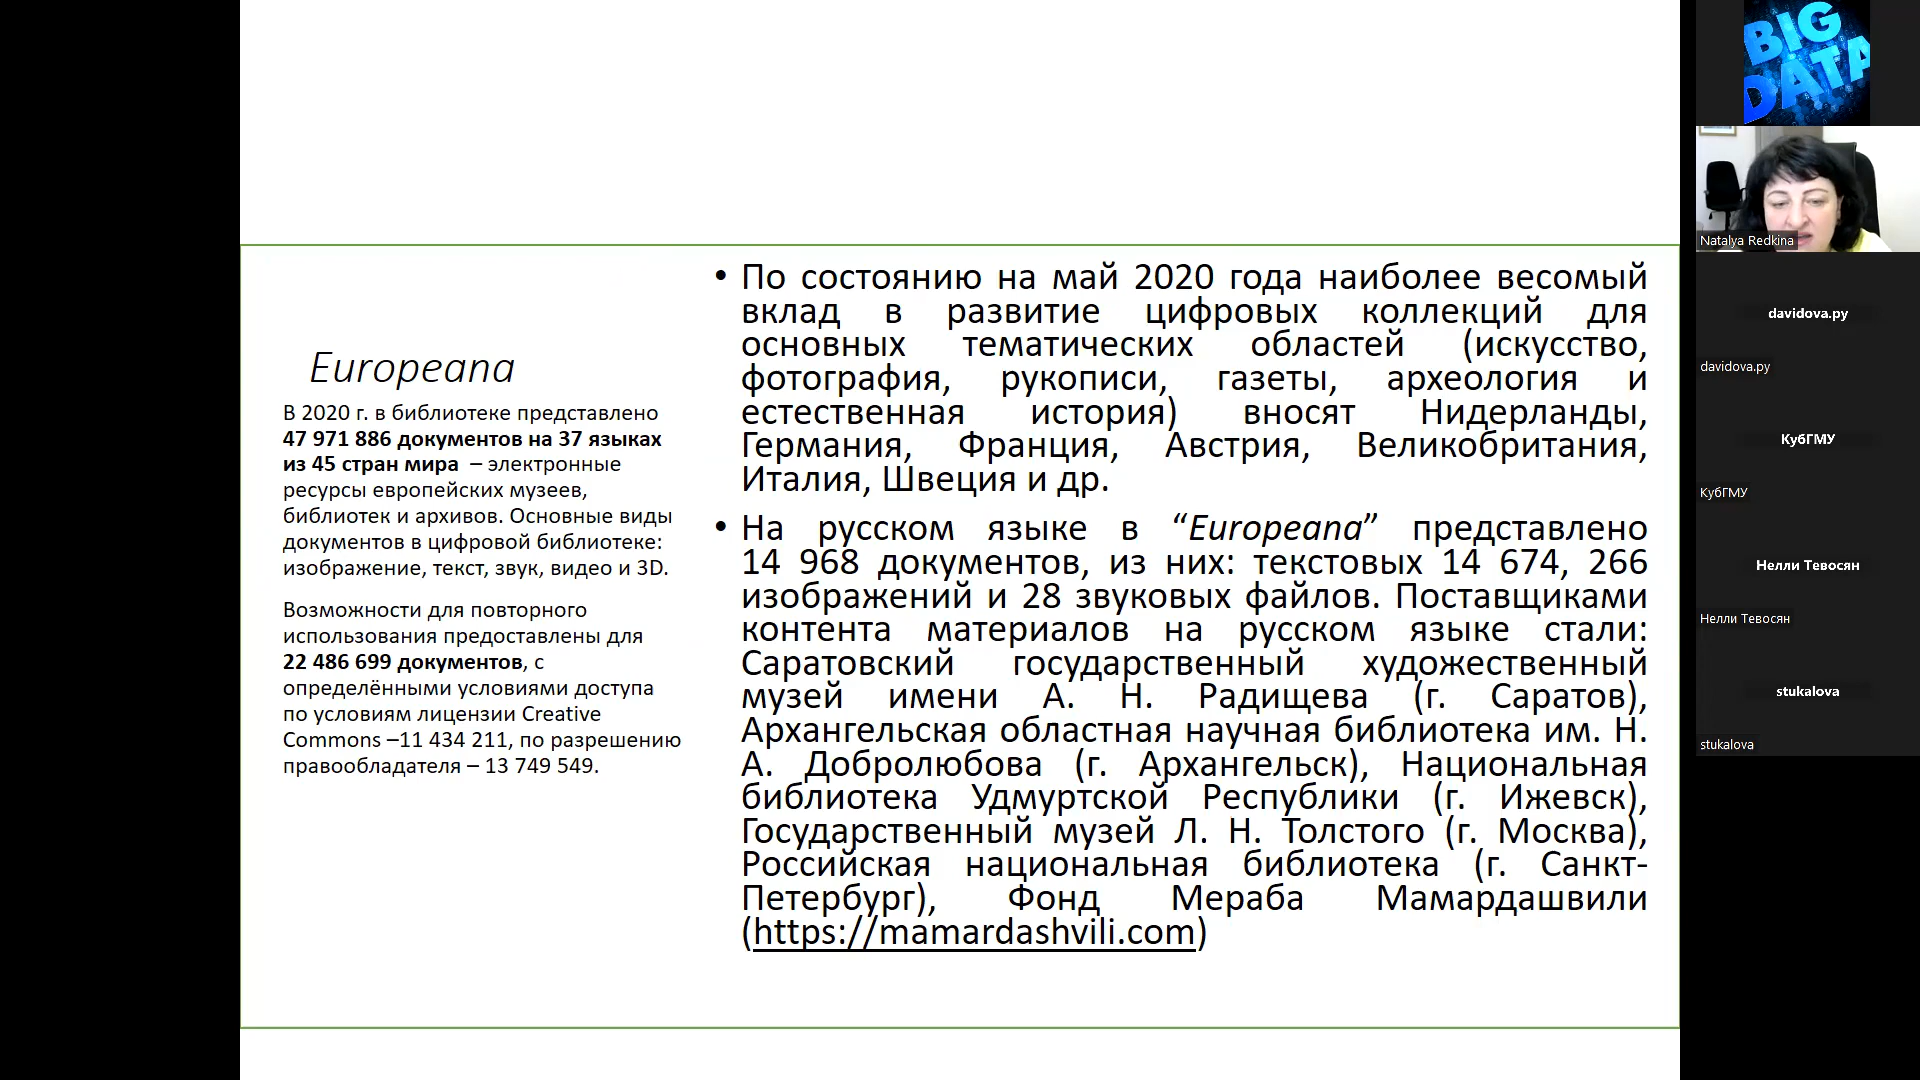 Europeana
В 2020 г. в библиотеке представлено
47 971 886 документов на 37 языках
из 45 стран мира – электронные
ресурсы европейских музеев,
библиотек и архивов. Основные виды
документов в цифровой библиотеке:
изображение, текст, звук, видео и 3D.
Возможности для повторного
использования предоставлены для
22 486 699 документов, с
определёнными условиями доступа
по условиям лицензии Creative
Commons –11 434 211, по разрешению
правообладателя – 13 749 549.
• По состоянию на май 2020 года наиболее весомый
вклад в развитие цифровых коллекций для
основных тематических областей (искусство,
фотография, рукописи, газеты, археология и
естественная история) вносят Нидерланды,
Германия, Франция, Австрия, Великобритания,
Италия, Швеция и др.
• На русском языке в “Europeana” представлено
14 968 документов, из них: текстовых 14 674, 266
изображений и 28 звуковых файлов. Поставщиками
контента материалов на русском языке стали:
Саратовский государственный художественный
музей имени А. Н. Радищева (г. Саратов),
Архангельская областная научная библиотека им. Н.
А. Добролюбова (г. Архангельск), Национальная
библиотека Удмуртской Республики (г. Ижевск),
Государственный музей Л. Н. Толстого (г. Москва),
Российская национальная библиотека (г. Санкт-
Петербург), Фонд Мераба Мамардашвили
(https://mamardashvili.com)
BIG
DATA
Natalya Redkina
davidova.ру
davidova.ру
КубГМУ
КубГМУ
Нелли Тевосян
Нелли Тевосян
stukalova
stukalova